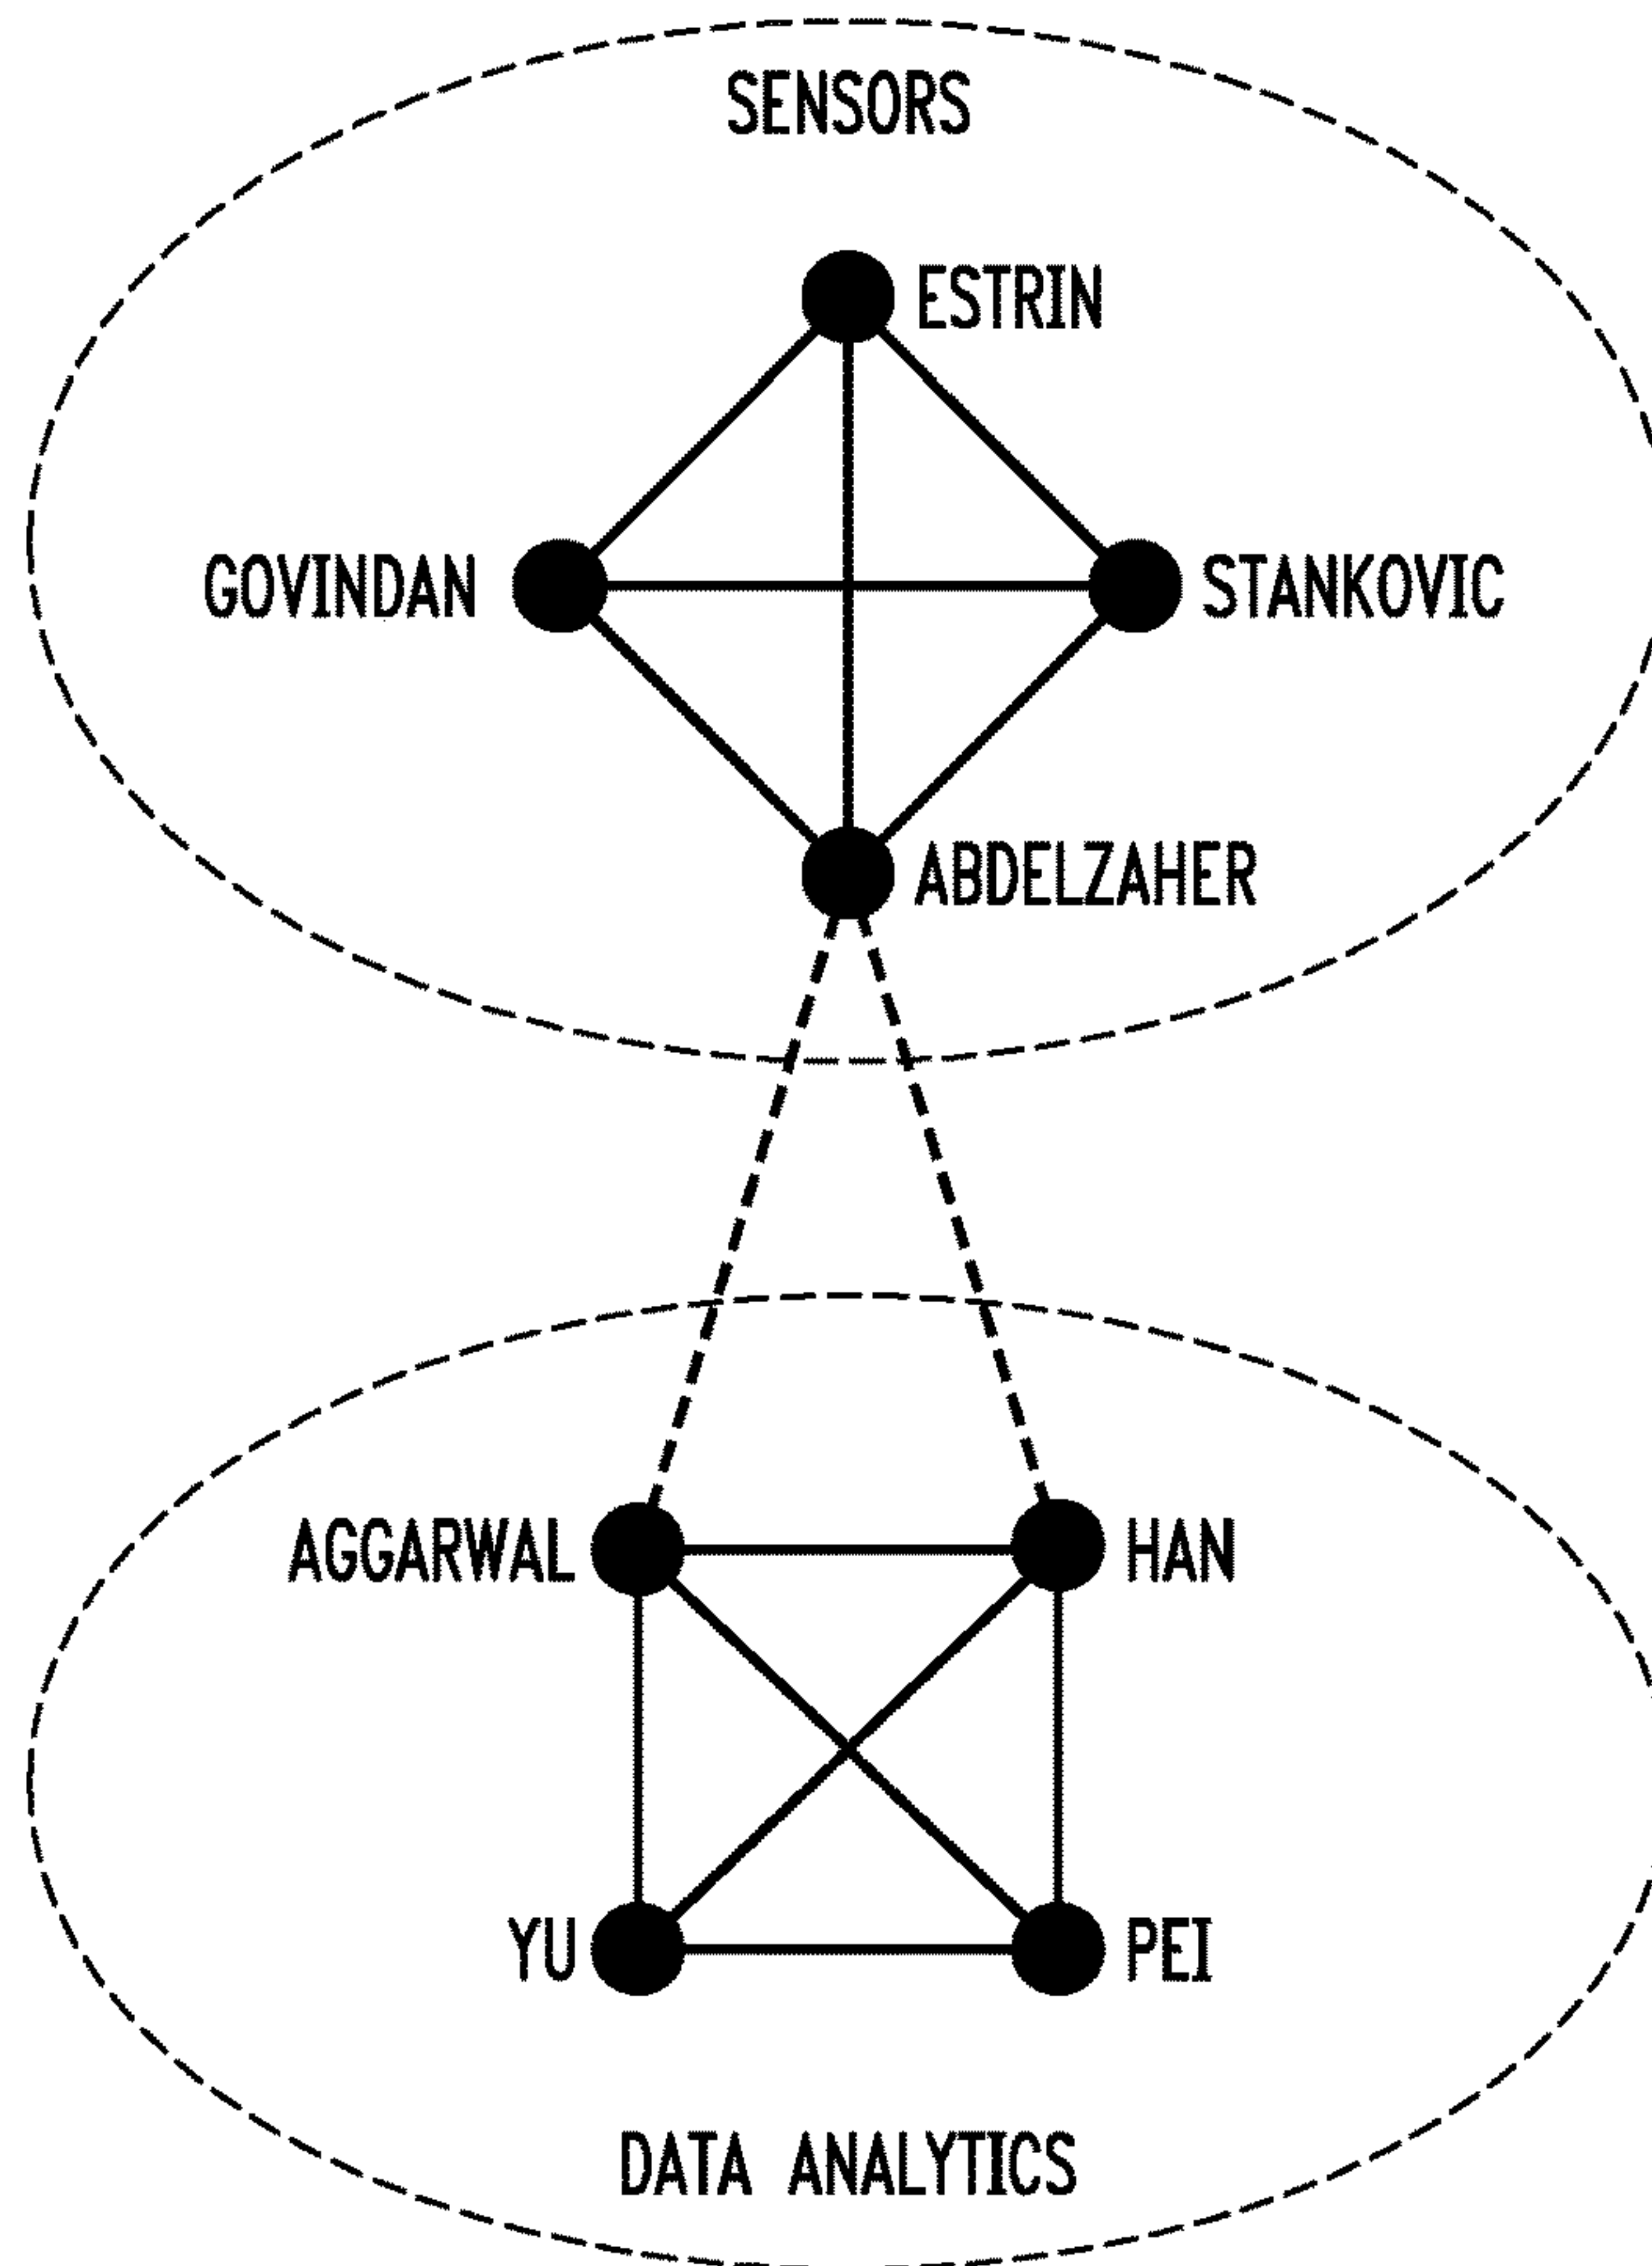 SENSORS
ESTRIN
GOVINDAN
STANKOVIC
ABDELZAHER
AGGARWAL
HAN
YU
PEI
DATA ANALYTICS